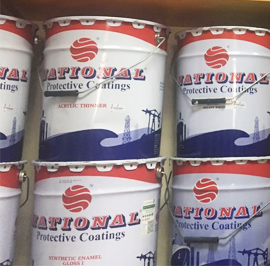 NATIONAL
Protective Coatings
ACRYLIC THINNER
NATIONAL
Protective Coatings
NATIONAL
Protective Coatings
SYNTHETIC ENAMEL
GLOSS I
NATIONAL
Protective Coatings